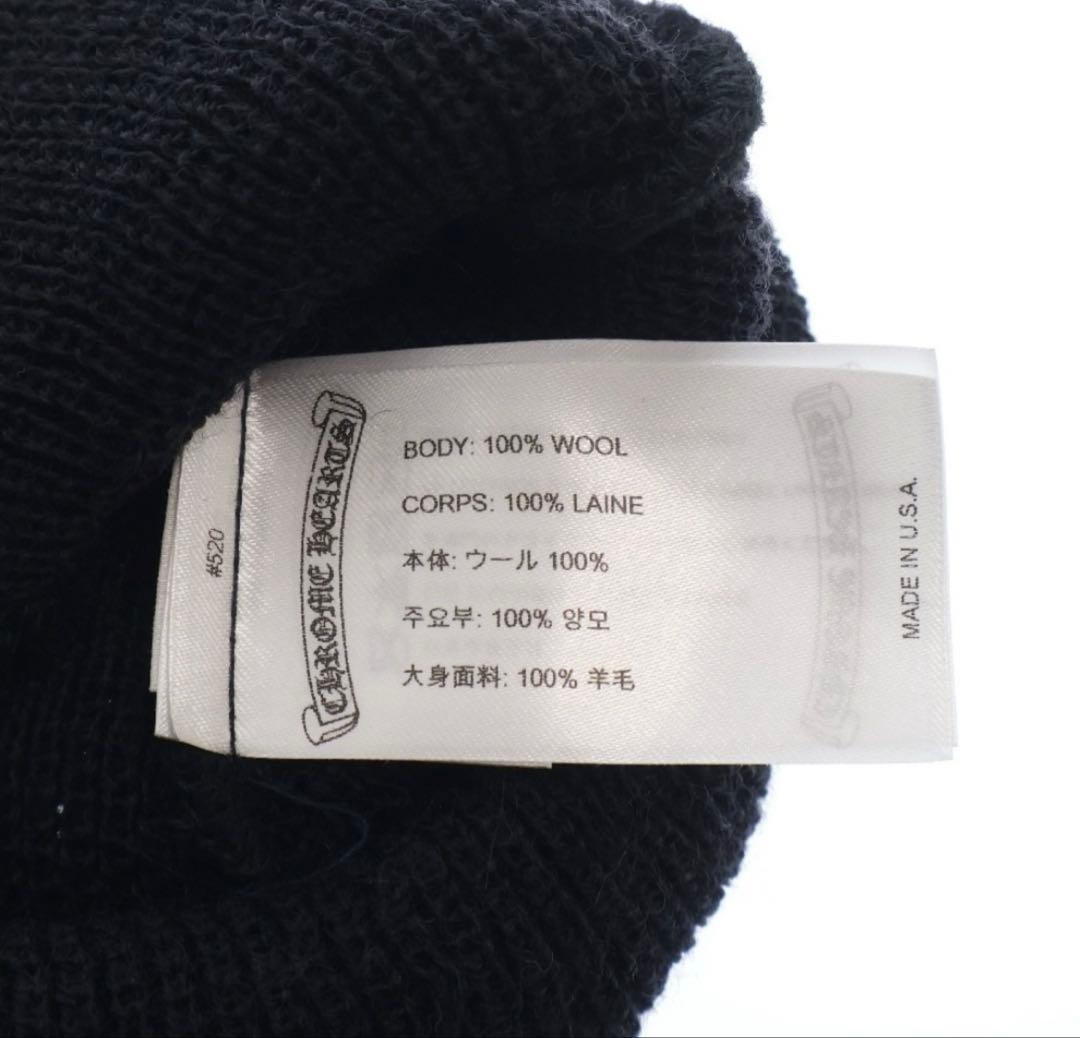 CHROME HEARTS
BODY: 100% WOOL
CORPS: 100% LAINE
本体: ウール 100%
주요부: 100% 양모
大身面料: 100% 羊毛
MADE IN U.S.A.
#520